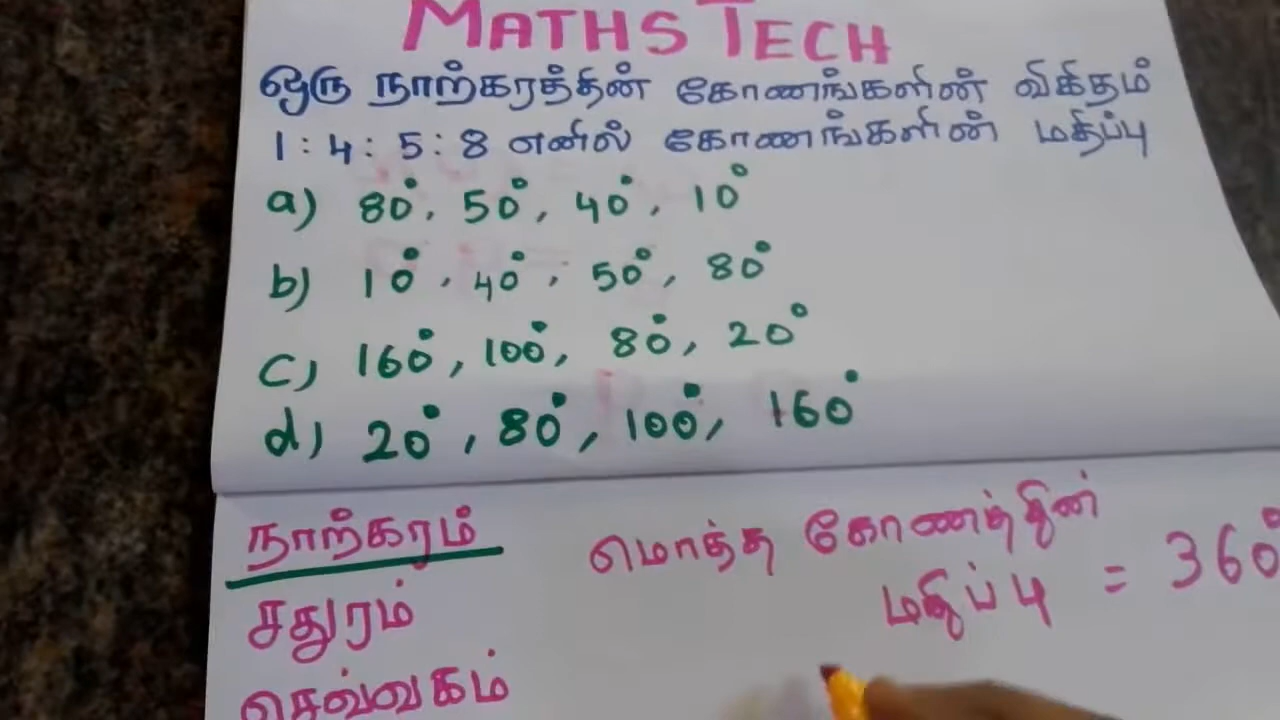 MATHS TECH
ஒரு நாற்கரத்தின் கோணங்களின் விகிதம்
1 : 4 : 5 : 8 எனில் கோணங்களின் மதிப்பு
a) 80°, 50°, 40°, 10°
b) 10°, 40°, 50°, 80°
c) 160°, 100°, 80°, 20°
d) 20°, 80°, 100°, 160°
நாற்கரம்
மொத்த கோணத்தின்
மதிப்பு = 360°
சதுரம்
செவ்வகம்